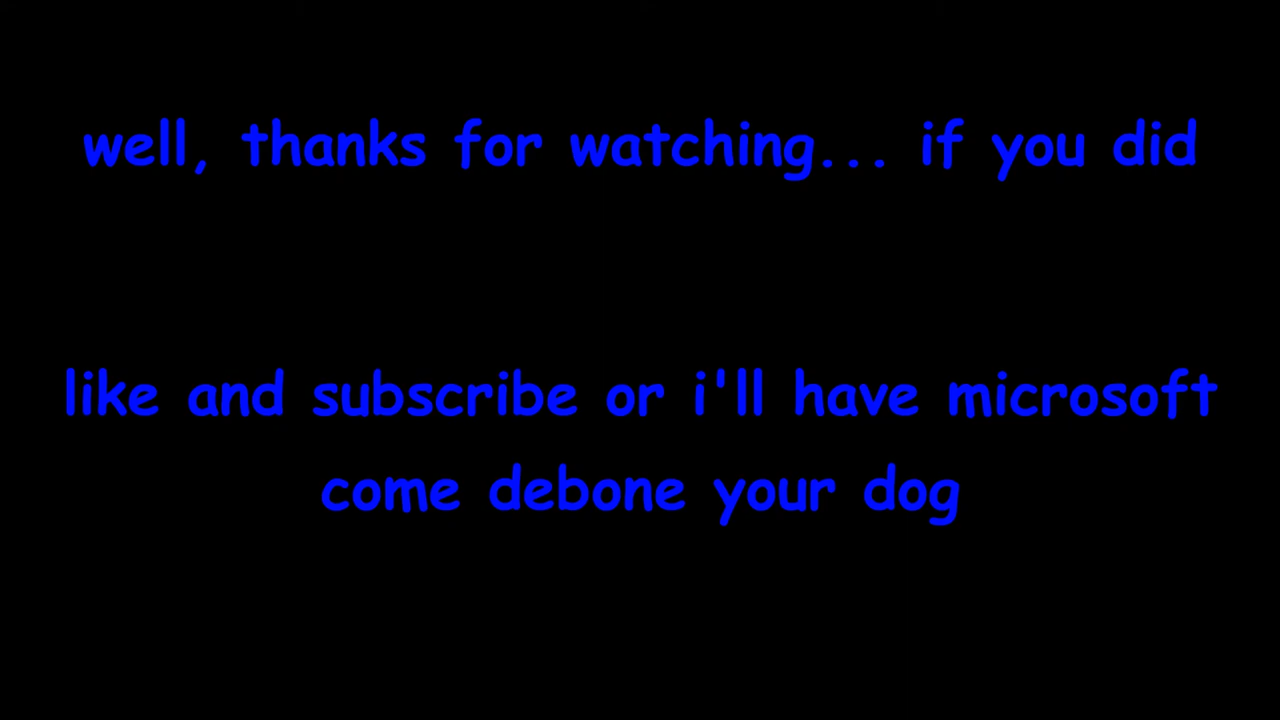 well, thanks for watching... if you did
like and subscribe or i'll have microsoft
come debone your dog